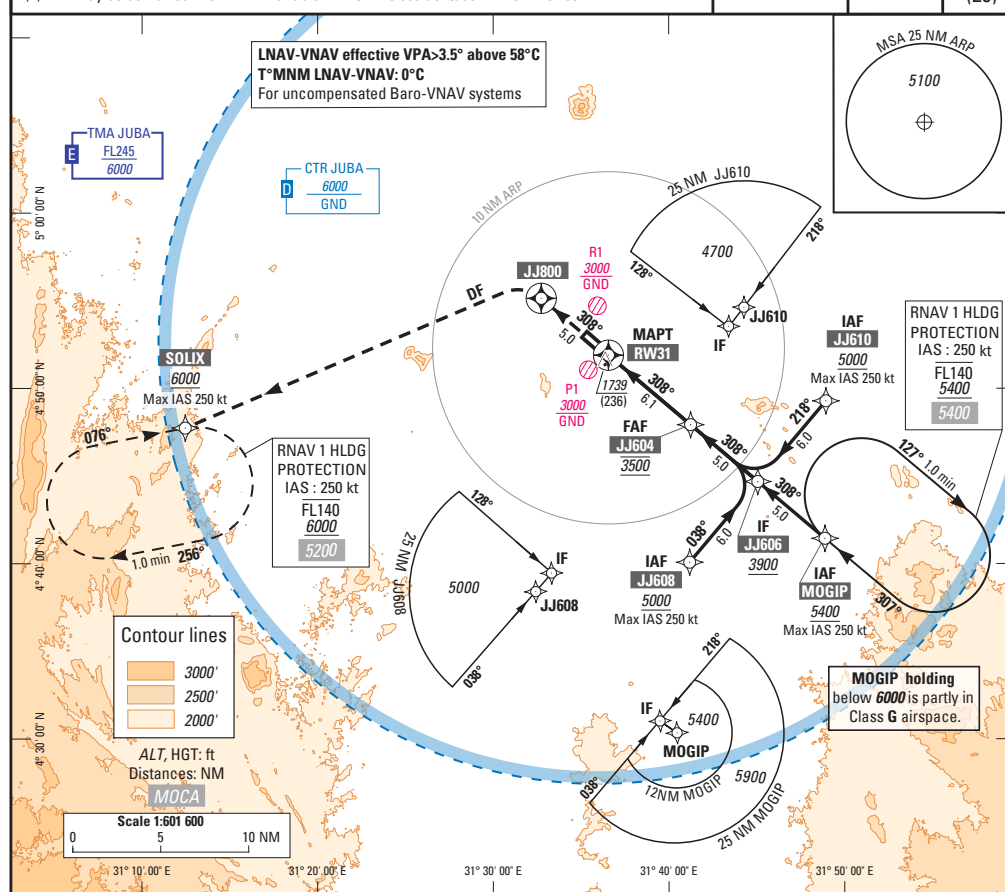 (23)
LNAV-VNAV effective VPA>3.5° above 58°C
T°MNM LNAV-VNAV: 0°C
For uncompensated Baro-VNAV systems
MSA 25 NM ARP
5100
TMA JUBA
E
FL245
6000
CTR JUBA
D
6000
GND
5° 00' 00" N
10 NM ARP
25 NM JJ610
4700
218°
128°
JJ610
IF
R1
3000
GND
JJ800
DF
308°
5.0
MAPT
RW31
1739
(236)
P1
3000
GND
308°
6.1
IAF
JJ610
5000
Max IAS 250 kt
RNAV 1 HLDG
PROTECTION
IAS : 250 kt
FL140
5400
5400
4° 50' 00" N
SOLIX
6000
Max IAS 250 kt
076°
1.0 min
256°
RNAV 1 HLDG
PROTECTION
IAS : 250 kt
FL140
6000
5200
218°
6.0
FAF
JJ604
3500
308°
5.0
127°
1.0 min
308°
5.0
IF
JJ606
3900
038°
6.0
IAF
JJ608
5000
Max IAS 250 kt
IAF
MOGIP
5400
Max IAS 250 kt
307°
4° 40' 00" N
128°
25 NM JJ608
5000
IF
JJ608
038°
Contour lines
3000'
2500'
2000'
218°
IF
5400
MOGIP
038°
12NM MOGIP
5900
25 NM MOGIP
MOGIP holding
below 6000 is partly in
Class G airspace.
4° 30' 00" N
ALT, HGT: ft
Distances: NM
MOCA
Scale 1:601 600
0 5 10 NM
31° 10' 00" E
31° 20' 00" E
31° 30' 00" E
31° 40' 00" E
31° 50' 00" E